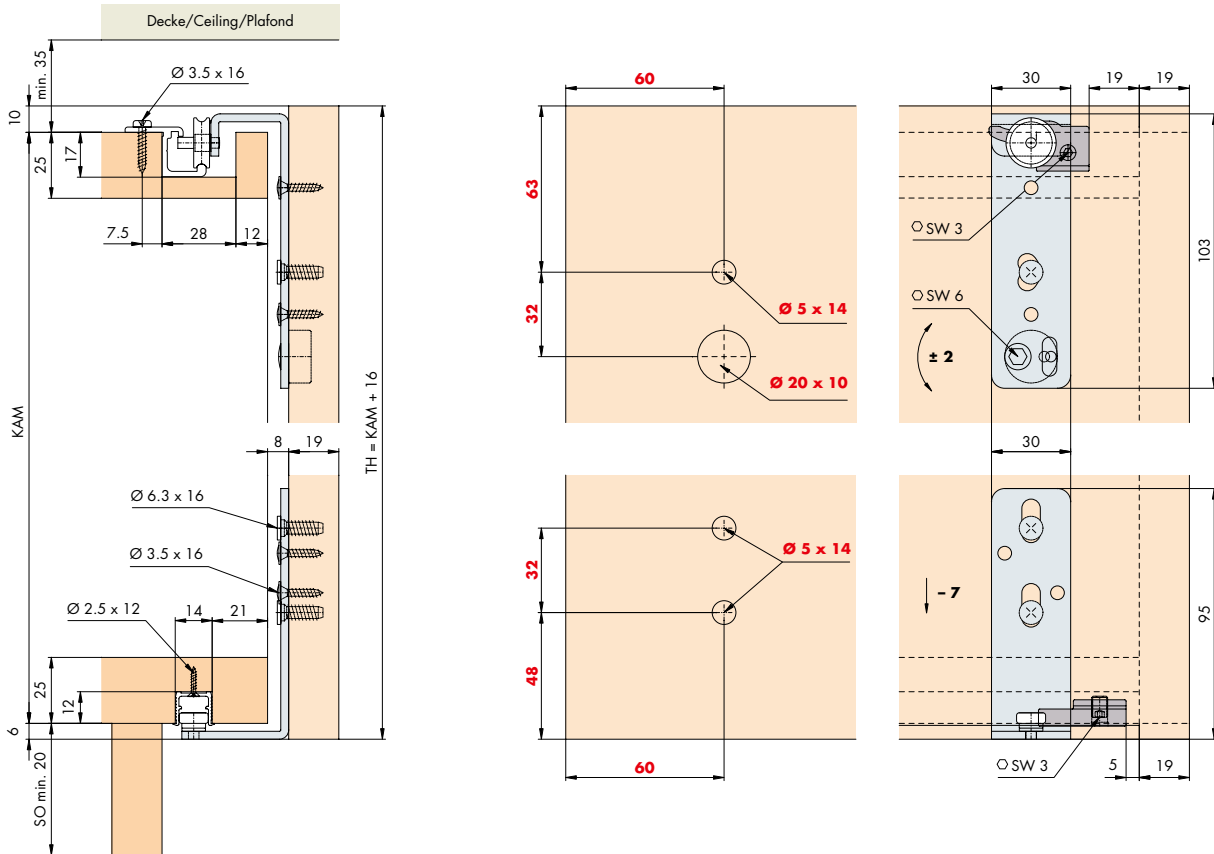 Decke/Ceiling/Plafond
min. 35
Ø 3.5 x 16
10
25
17
7.5
28
12
KAM
TH = KAM + 16
8
19
Ø 6.3 x 16
Ø 3.5 x 16
Ø 2.5 x 12
14
21
25
12
6
SO min. 20
60
63
32
Ø 5 x 14
Ø 20 x 10
32
48
Ø 5 x 14
60
30
19
19
SW 3
SW 6
± 2
103
30
– 7
95
SW 3
5
19